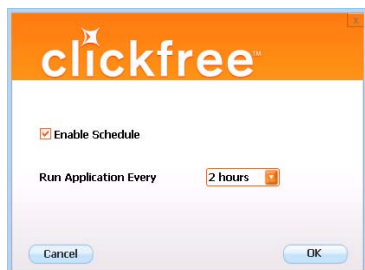 clickfree™
Enable Schedule
Run Application Every 2 hours
Cancel OK